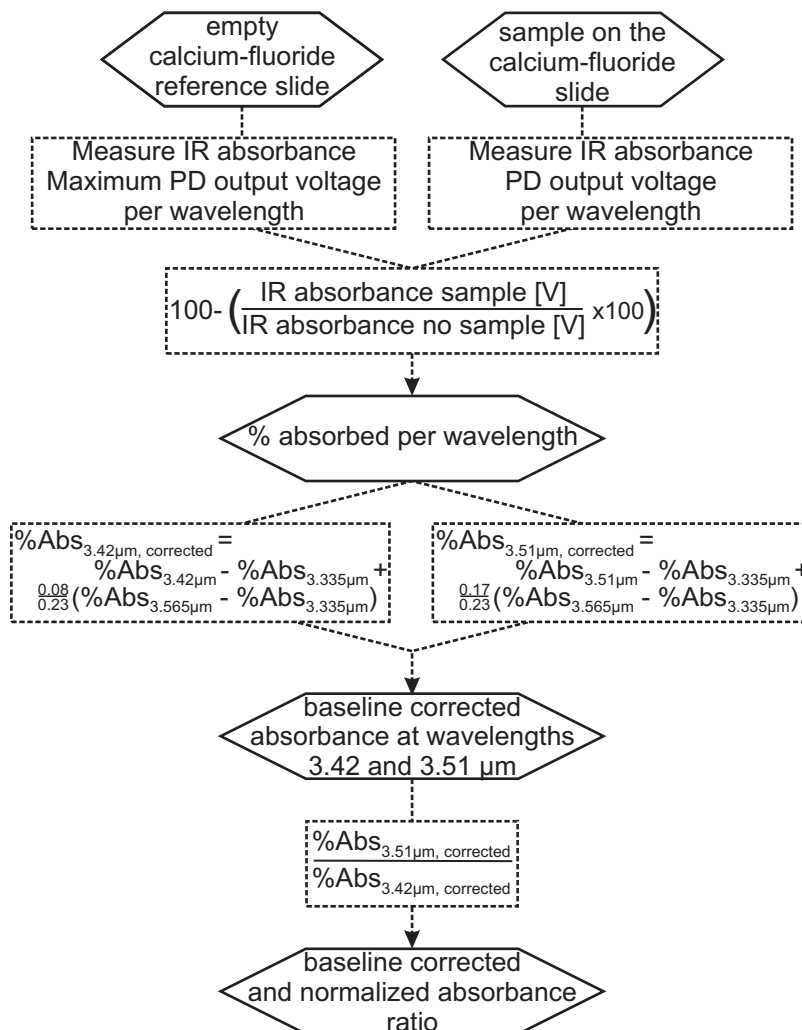 empty
calcium-fluoride
reference slide
sample on the
calcium-fluoride
slide
Measure IR absorbance
Maximum PD output voltage
per wavelength
Measure IR absorbance
PD output voltage
per wavelength
100- (IR absorbance sample [V] / IR absorbance no sample [V] x100)
% absorbed per wavelength
%Abs3.42µm, corrected =
%Abs3.42µm - %Abs3.335µm +
0.08/0.23 (%Abs3.565µm - %Abs3.335µm)
%Abs3.51µm, corrected =
%Abs3.51µm - %Abs3.335µm +
0.17/0.23 (%Abs3.565µm - %Abs3.335µm)
baseline corrected
absorbance at wavelengths
3.42 and 3.51 µm
%Abs3.51µm, corrected
%Abs3.42µm, corrected
baseline corrected
and normalized absorbance
ratio